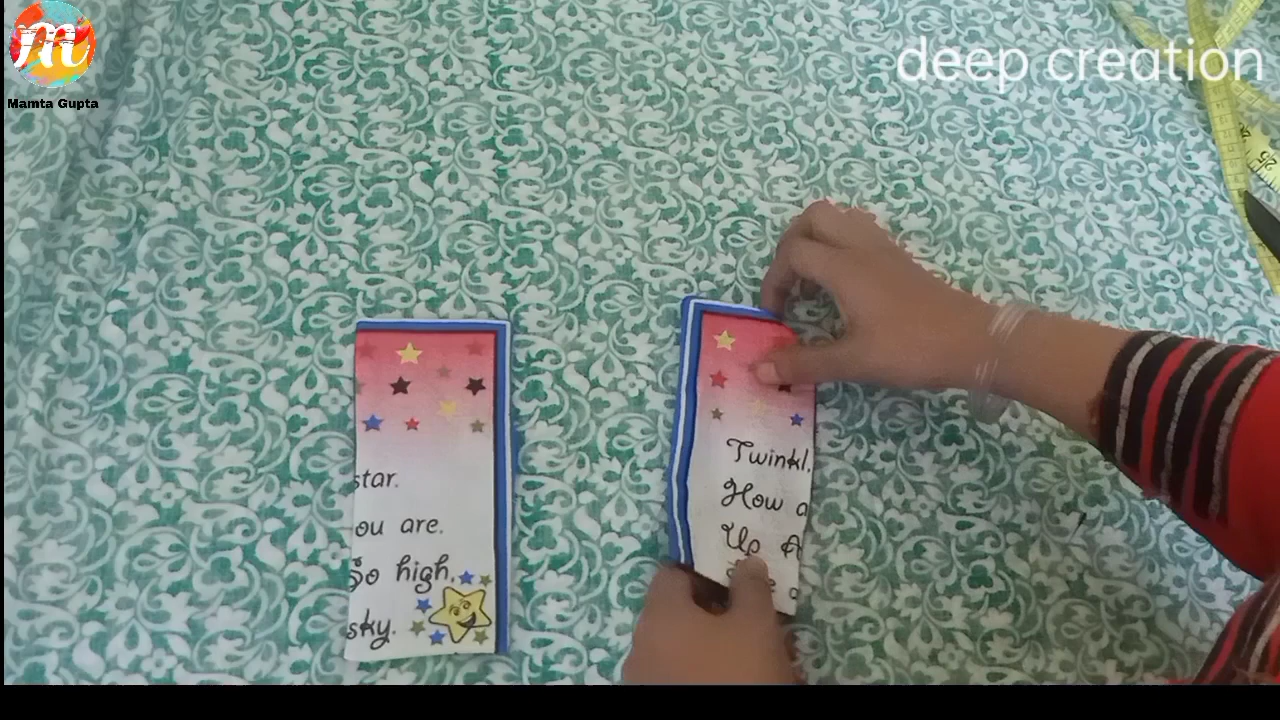 Mamta Gupta
deep creation
star.
ou are.
So high,
sky.
Twinkl.
How a
Up A